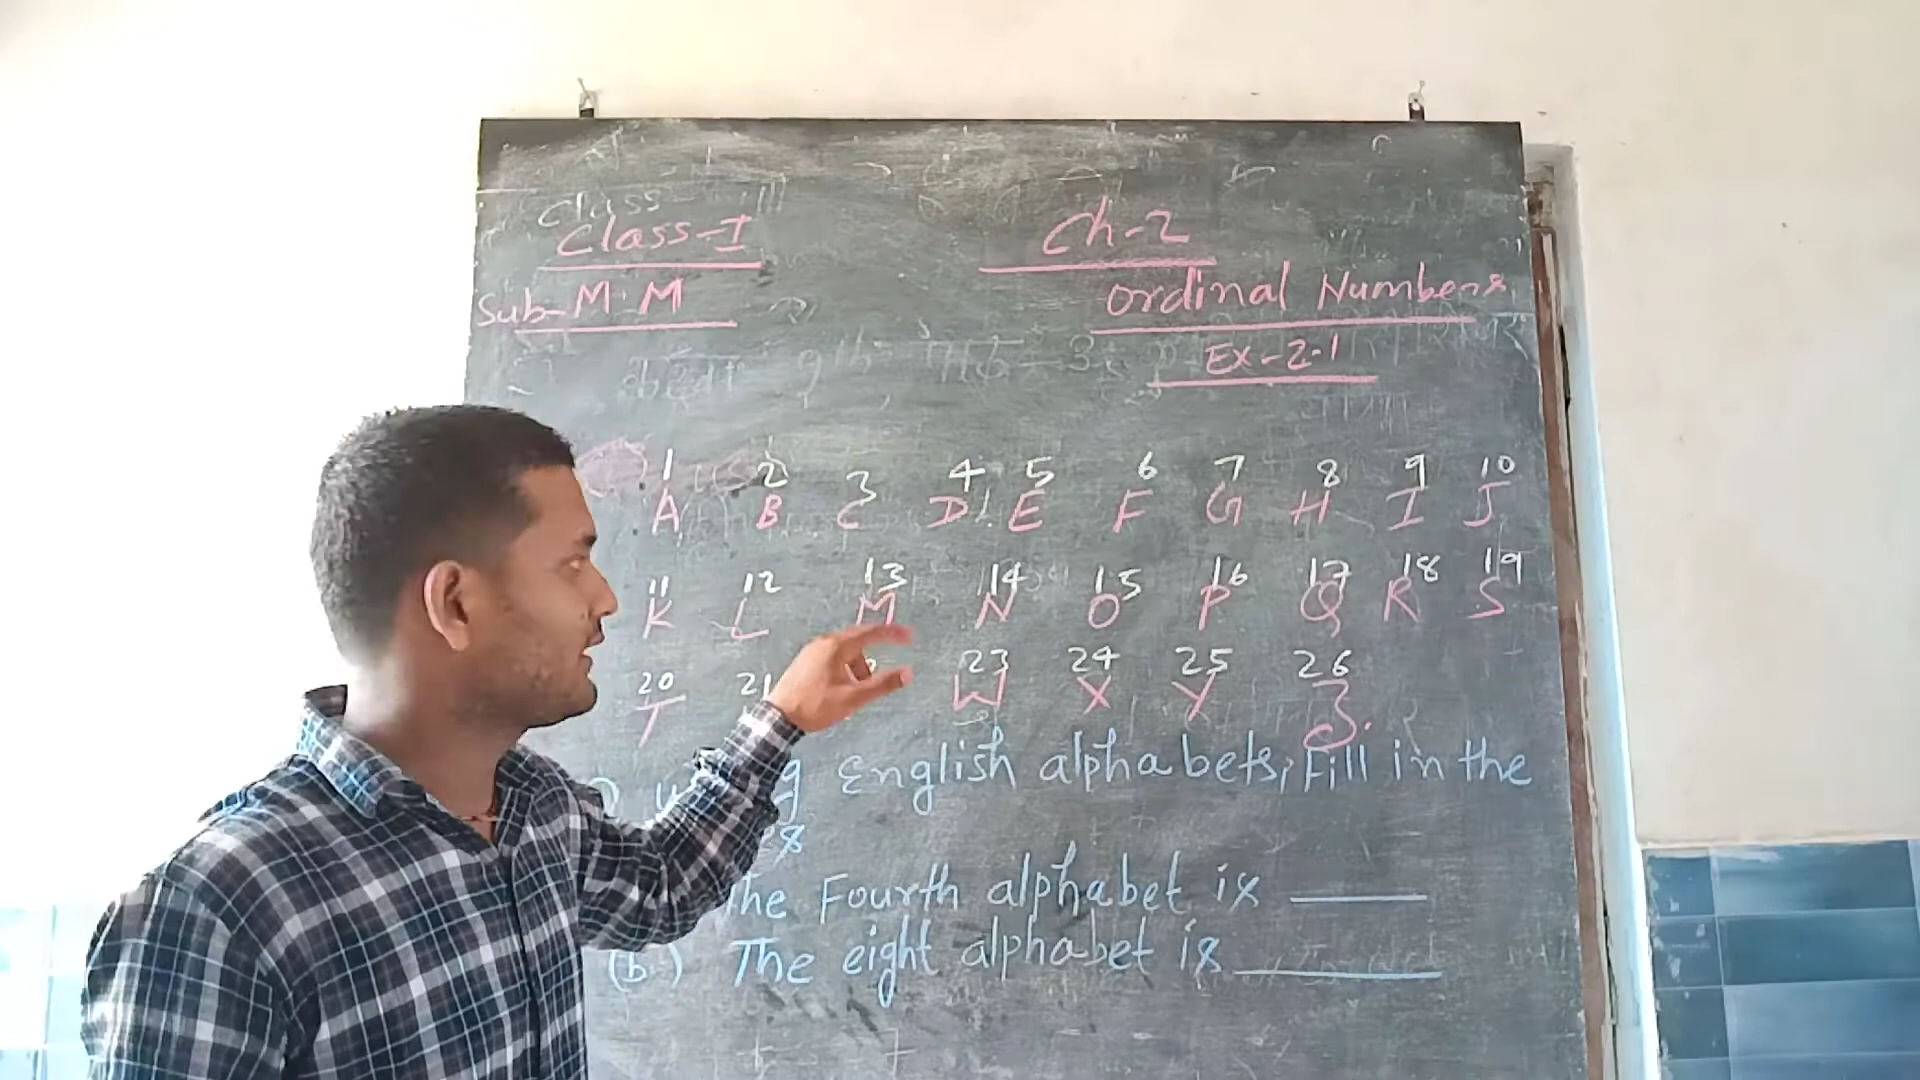 Class-I Ch-2
Sub-M.M Ordinal Numbers
Ex-2.1
1 2 3 4 5 6 7 8 9 10
A B C D E F G H I J
11 12 13 14 15 16 17 18 19
K L M N O P Q R S
20 21 23 24 25 26
T W X Y Z.
English alphabets, Fill in the
The Fourth alphabet is ______
(b.) The eight alphabet is ______